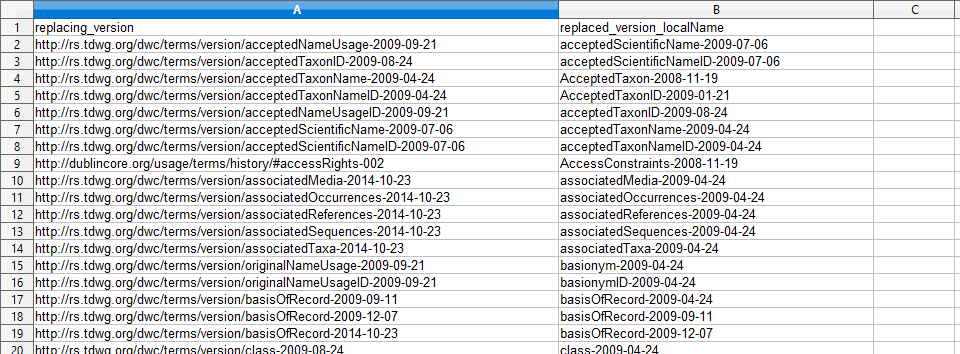 A B C
1 replacing_version replaced_version_localName
2 http://rs.tdwg.org/dwc/terms/version/acceptedNameUsage-2009-09-21 acceptedScientificName-2009-07-06
3 http://rs.tdwg.org/dwc/terms/version/acceptedTaxonID-2009-08-24 acceptedScientificNameID-2009-07-06
4 http://rs.tdwg.org/dwc/terms/version/acceptedTaxonName-2009-04-24 AcceptedTaxon-2008-11-19
5 http://rs.tdwg.org/dwc/terms/version/acceptedTaxonNameID-2009-04-24 AcceptedTaxonID-2009-01-21
6 http://rs.tdwg.org/dwc/terms/version/acceptedNameUsageID-2009-09-21 acceptedTaxonID-2009-08-24
7 http://rs.tdwg.org/dwc/terms/version/acceptedScientificName-2009-07-06 acceptedTaxonName-2009-04-24
8 http://rs.tdwg.org/dwc/terms/version/acceptedScientificNameID-2009-07-06 acceptedTaxonNameID-2009-04-24
9 http://dublincore.org/usage/terms/history/#accessRights-002 AccessConstraints-2008-11-19
10 http://rs.tdwg.org/dwc/terms/version/associatedMedia-2014-10-23 associatedMedia-2009-04-24
11 http://rs.tdwg.org/dwc/terms/version/associatedOccurrences-2014-10-23 associatedOccurrences-2009-04-24
12 http://rs.tdwg.org/dwc/terms/version/associatedReferences-2014-10-23 associatedReferences-2009-04-24
13 http://rs.tdwg.org/dwc/terms/version/associatedSequences-2014-10-23 associatedSequences-2009-04-24
14 http://rs.tdwg.org/dwc/terms/version/associatedTaxa-2014-10-23 associatedTaxa-2009-04-24
15 http://rs.tdwg.org/dwc/terms/version/originalNameUsage-2009-09-21 basionym-2009-04-24
16 http://rs.tdwg.org/dwc/terms/version/originalNameUsageID-2009-09-21 basionymID-2009-04-24
17 http://rs.tdwg.org/dwc/terms/version/basisOfRecord-2009-09-11 basisOfRecord-2009-04-24
18 http://rs.tdwg.org/dwc/terms/version/basisOfRecord-2009-12-07 basisOfRecord-2009-09-11
19 http://rs.tdwg.org/dwc/terms/version/basisOfRecord-2014-10-23 basisOfRecord-2009-12-07
20 http://rs.tdwg.org/dwc/terms/version/class-2009-08-24 class-2009-04-24